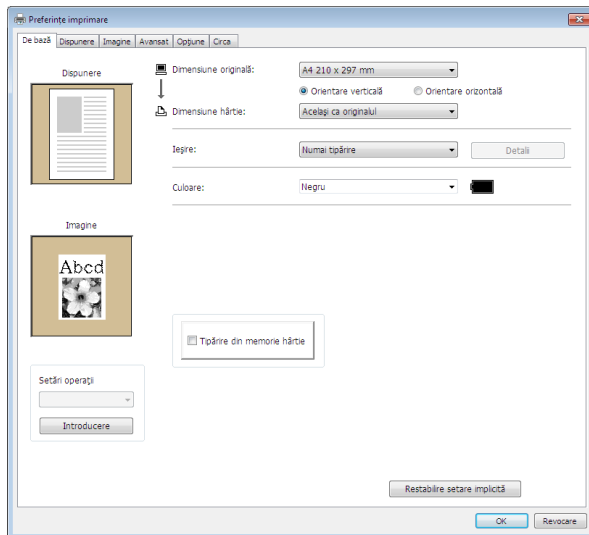 Preferințe imprimare
De bază Dispunere Imagine Avansat Opțiune Circa
Dispunere
Dimensiune originală: A4 210 x 297 mm
Orientare verticală Orientare orizontală
Dimensiune hârtie: Același ca originalul
Ieșire: Numai tipărire Detalii
Culoare: Negru
Imagine
Abcd
Tipărire din memorie hârtie
Setări operații
Introducere
Restabilire setare implicită
OK Revocare